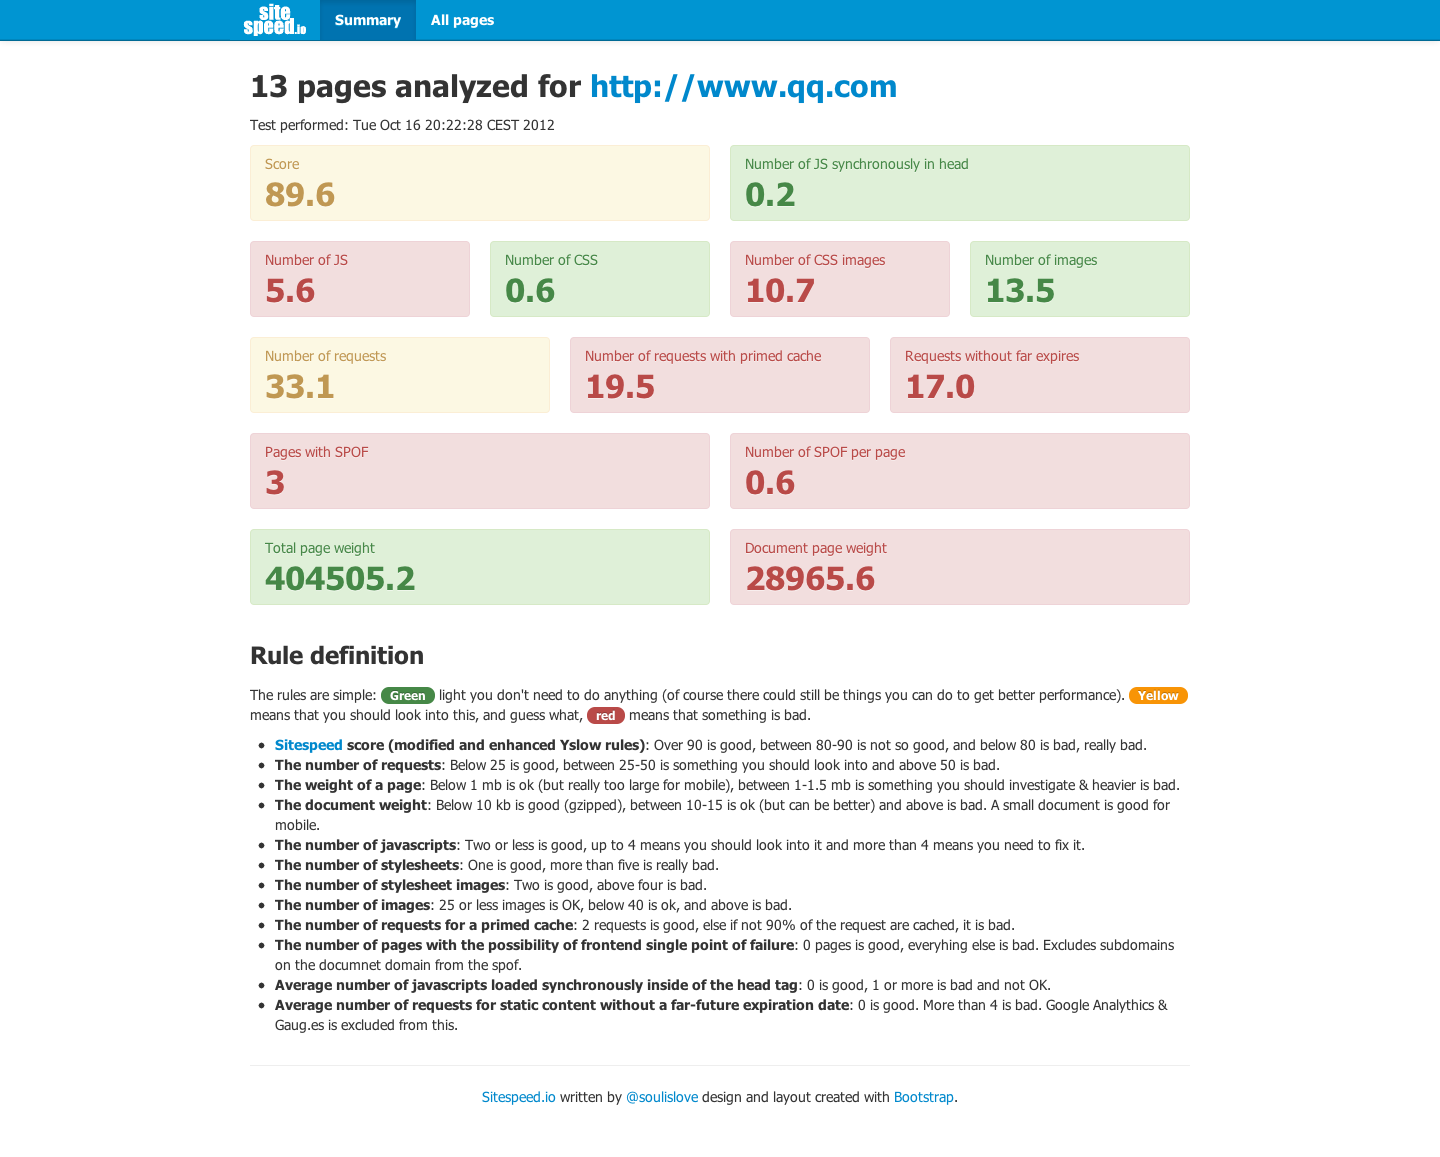 site
speed.io
Summary
All pages
13 pages analyzed for http://www.qq.com
Test performed: Tue Oct 16 20:22:28 CEST 2012
Score
89.6
Number of JS synchronously in head
0.2
Number of JS
5.6
Number of CSS
0.6
Number of CSS images
10.7
Number of images
13.5
Number of requests
33.1
Number of requests with primed cache
19.5
Requests without far expires
17.0
Pages with SPOF
3
Number of SPOF per page
0.6
Total page weight
404505.2
Document page weight
28965.6
Rule definition
The rules are simple: Green light you don't need to do anything (of course there could still be things you can do to get better performance). Yellow
means that you should look into this, and guess what, red means that something is bad.
• Sitespeed score (modified and enhanced Yslow rules): Over 90 is good, between 80-90 is not so good, and below 80 is bad, really bad.
• The number of requests: Below 25 is good, between 25-50 is something you should look into and above 50 is bad.
• The weight of a page: Below 1 mb is ok (but really too large for mobile), between 1-1.5 mb is something you should investigate & heavier is bad.
• The document weight: Below 10 kb is good (gzipped), between 10-15 is ok (but can be better) and above is bad. A small document is good for
mobile.
• The number of javascripts: Two or less is good, up to 4 means you should look into it and more than 4 means you need to fix it.
• The number of stylesheets: One is good, more than five is really bad.
• The number of stylesheet images: Two is good, above four is bad.
• The number of images: 25 or less images is OK, below 40 is ok, and above is bad.
• The number of requests for a primed cache: 2 requests is good, else if not 90% of the request are cached, it is bad.
• The number of pages with the possibility of frontend single point of failure: 0 pages is good, everyhing else is bad. Excludes subdomains
on the documnet domain from the spof.
• Average number of javascripts loaded synchronously inside of the head tag: 0 is good, 1 or more is bad and not OK.
• Average number of requests for static content without a far-future expiration date: 0 is good. More than 4 is bad. Google Analythics &
Gaug.es is excluded from this.
Sitespeed.io written by @soulislove design and layout created with Bootstrap.